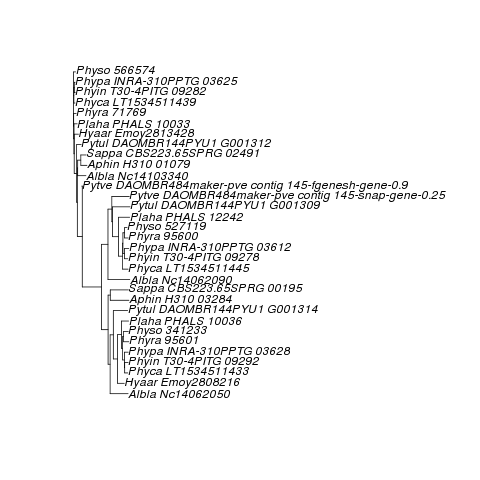 Physo 566574
Phypa INRA-310PPTG 03625
Phyin T30-4PITG 09282
Phyca LT1534511439
Phyra 71769
Plaha PHALS 10033
Hyaar Emoy2813428
Pytul DAOMBR144PYU1 G001312
Sappa CBS223.65SPRG 02491
Aphin H310 01079
Albla Nc14103340
Pytve DAOMBR484maker-pve contig 145-fgenesh-gene-0.9
Pytve DAOMBR484maker-pve contig 145-snap-gene-0.25
Pytul DAOMBR144PYU1 G001309
Plaha PHALS 12242
Physo 527119
Phyra 95600
Phypa INRA-310PPTG 03612
Phyin T30-4PITG 09278
Phyca LT1534511445
Albla Nc14062090
Sappa CBS223.65SPRG 00195
Aphin H310 03284
Pytul DAOMBR144PYU1 G001314
Plaha PHALS 10036
Physo 341233
Phyra 95601
Phypa INRA-310PPTG 03628
Phyin T30-4PITG 09292
Phyca LT1534511433
Hyaar Emoy2808216
Albla Nc14062050